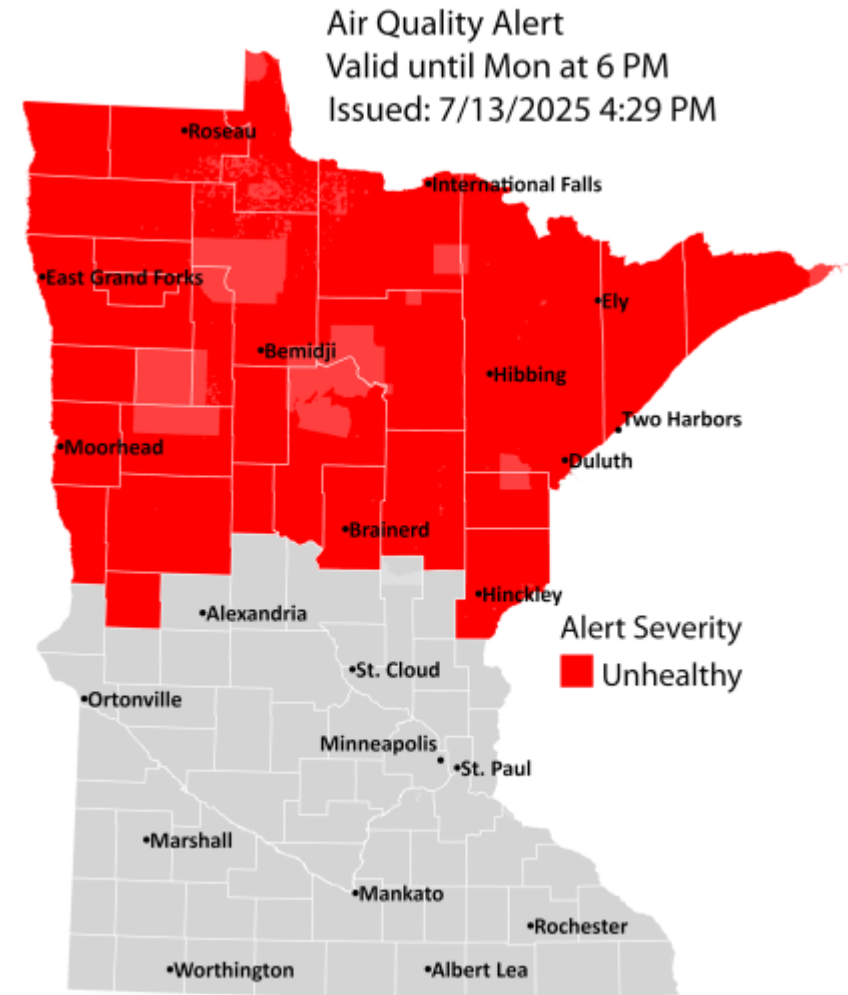 Air Quality Alert
Valid until Mon at 6 PM
Issued: 7/13/2025 4:29 PM
Roseau
International Falls
East Grand Forks
Ely
Bemidji
Hibbing
Two Harbors
Moorhead
Duluth
Brainerd
Hinckley
Alexandria
Alert Severity
Unhealthy
St. Cloud
Ortonville
Minneapolis
St. Paul
Marshall
Mankato
Rochester
Worthington
Albert Lea